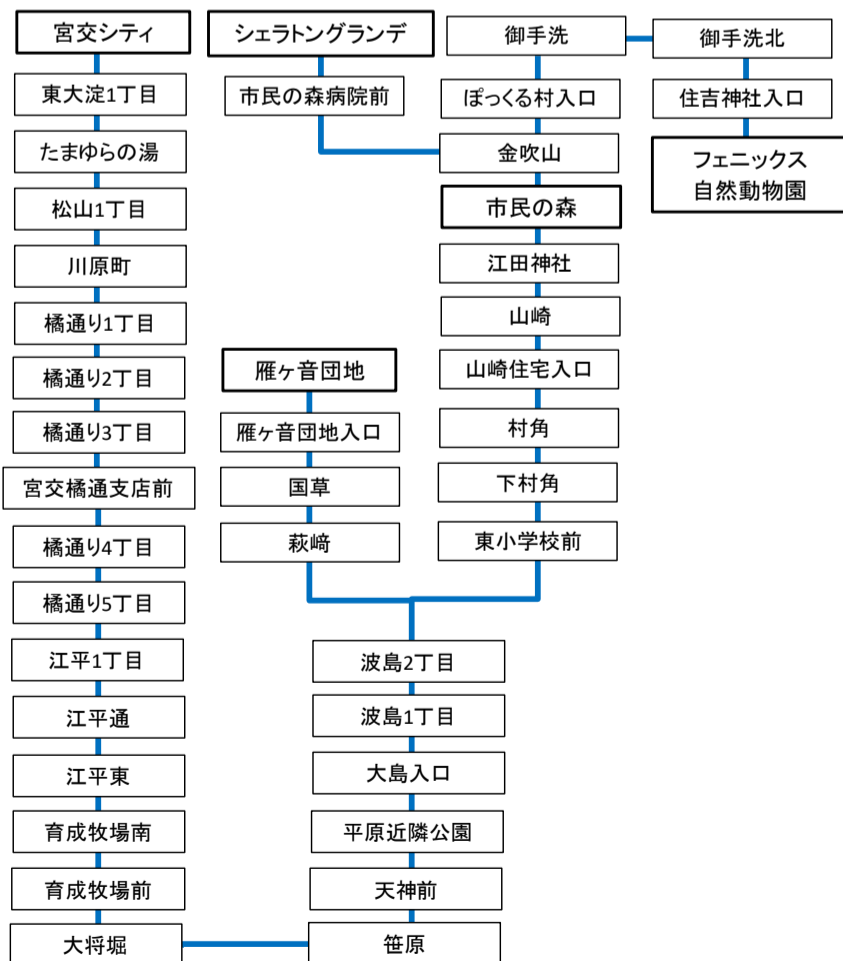 宮交シティ
東大淀1丁目
たまゆらの湯
松山1丁目
川原町
橘通り1丁目
橘通り2丁目
橘通り3丁目
宮交橘通支店前
橘通り4丁目
橘通り5丁目
江平1丁目
江平通
江平東
育成牧場南
育成牧場前
大将堀
シェラトングランデ
市民の森病院前
雁ヶ音団地
雁ヶ音団地入口
国草
萩﨑
御手洗
ぽっくる村入口
金吹山
市民の森
江田神社
山崎
山崎住宅入口
村角
下村角
東小学校前
波島2丁目
波島1丁目
大島入口
平原近隣公園
天神前
笹原
御手洗北
住吉神社入口
フェニックス
自然動物園